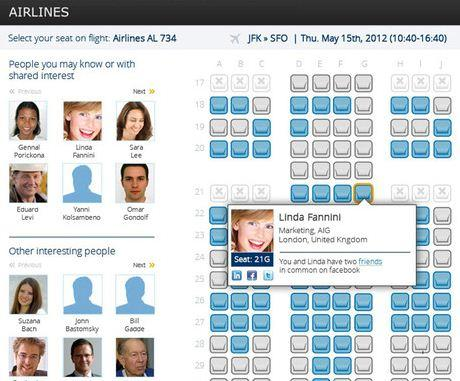 AIRLINES
Select your seat on flight: Airlines AL 734
JFK » SFO | Thu. May 15th, 2012 (10:40-16:40)
People you may know or with
shared interest
« Previous
Next »
Gennal
Porickona
Linda
Fannini
Sara
Lee
Eduard
Levi
Yanni
Kolsambeno
Omar
Gondolf
Other interesting people
« Previous
Next »
Suzana
Bach
John
Bastomsky
Bill
Gadde
A B C D E F G H I J
17
18
19
20
21
22
23
24
25
26
27
28
29
Linda Fannini
Marketing, AIG
London, United Kngdom
Seat: 21G
You and Linda have two friends
in common on facebook